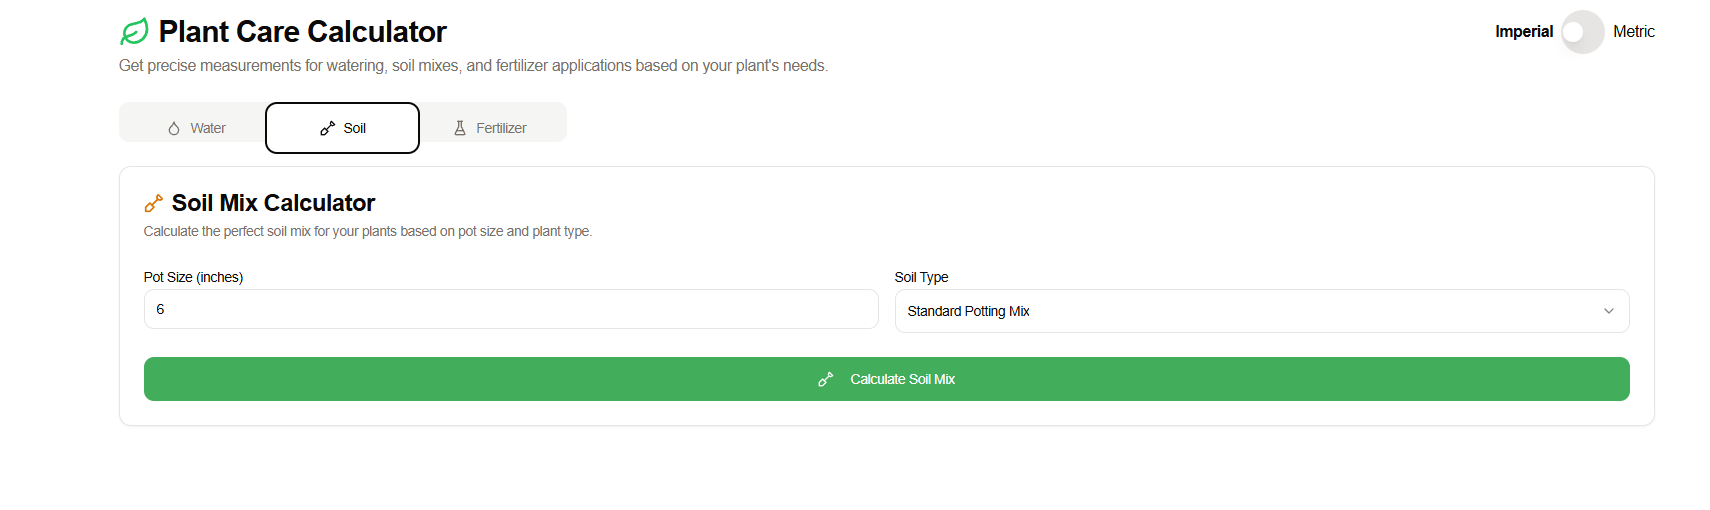 Plant Care Calculator
Imperial Metric
Get precise measurements for watering, soil mixes, and fertilizer applications based on your plant's needs.
Water Soil Fertilizer
Soil Mix Calculator
Calculate the perfect soil mix for your plants based on pot size and plant type.
Pot Size (inches) Soil Type
6 Standard Potting Mix
Calculate Soil Mix